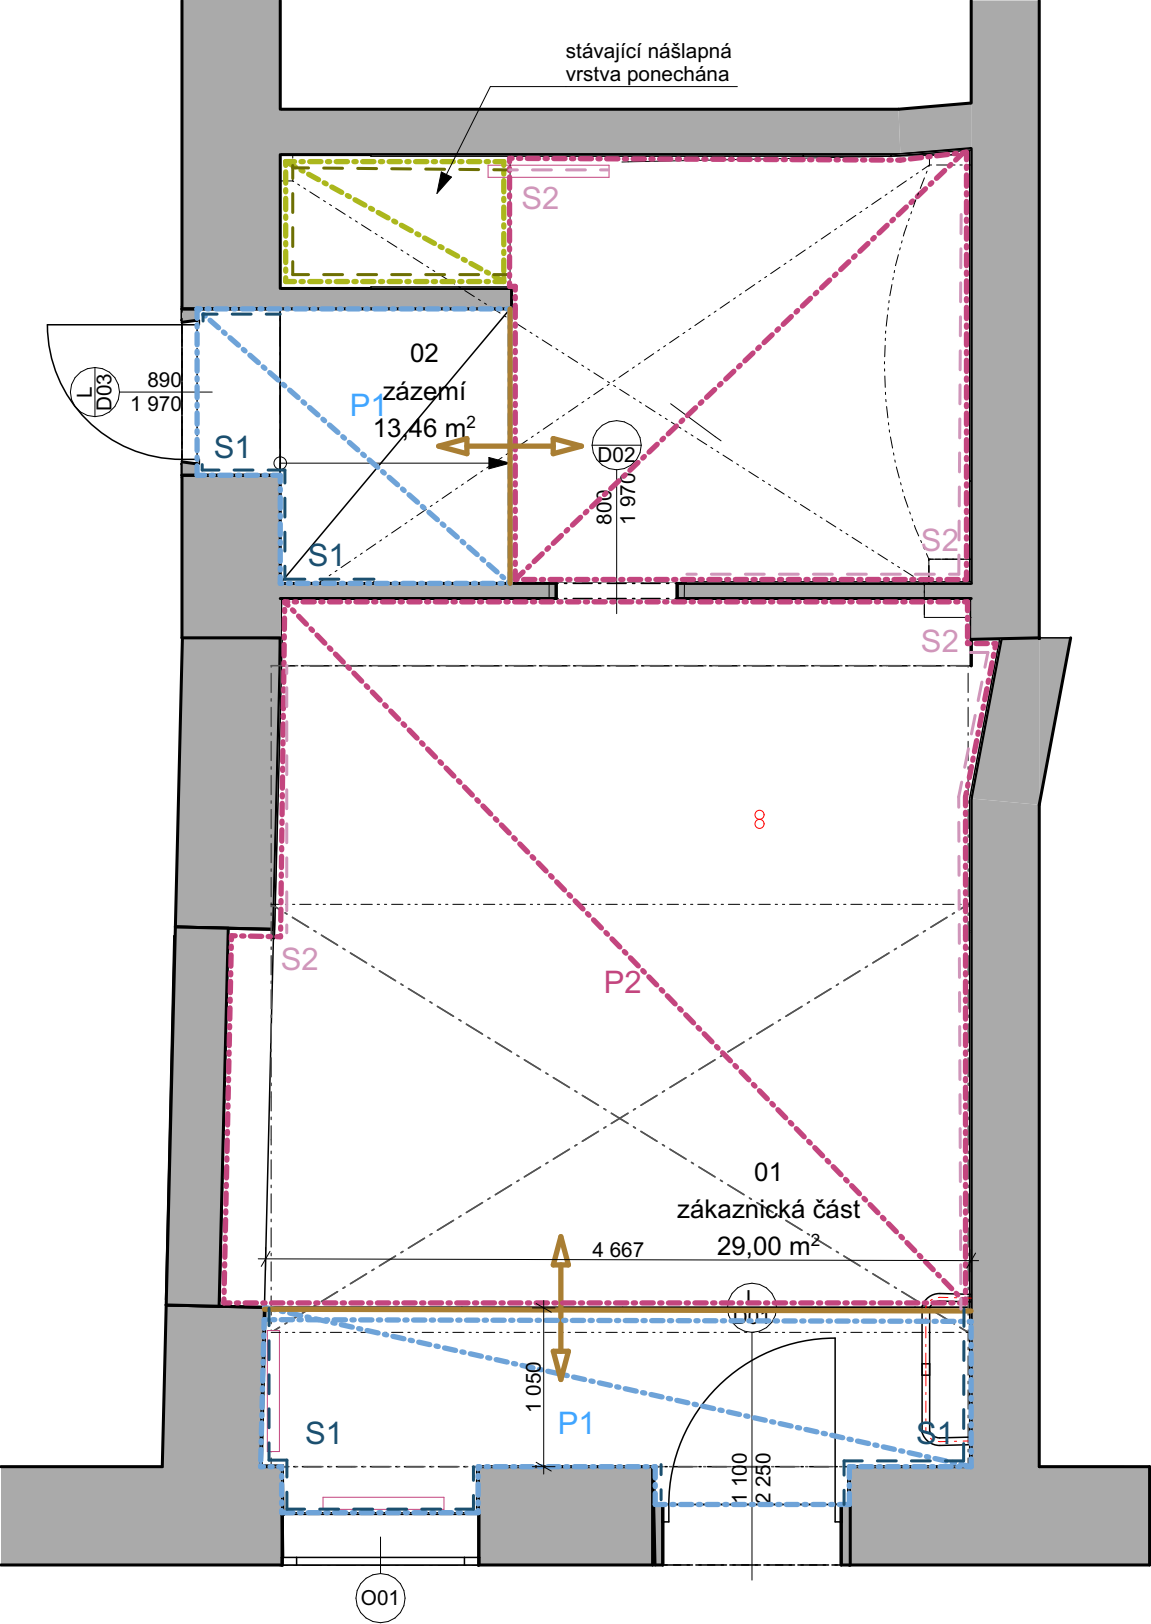 stávající nášlapná
vrstva ponechána
S2
02
zázemí
13,46 m²
P1
L
D03
890
1 970
S1
D02
800
1 970
S1
S2
S2
8
S2
P2
01
zákaznická část
29,00 m²
4 667
L
D01
1 050
S1
P1
S1
1 100
2 250
O01